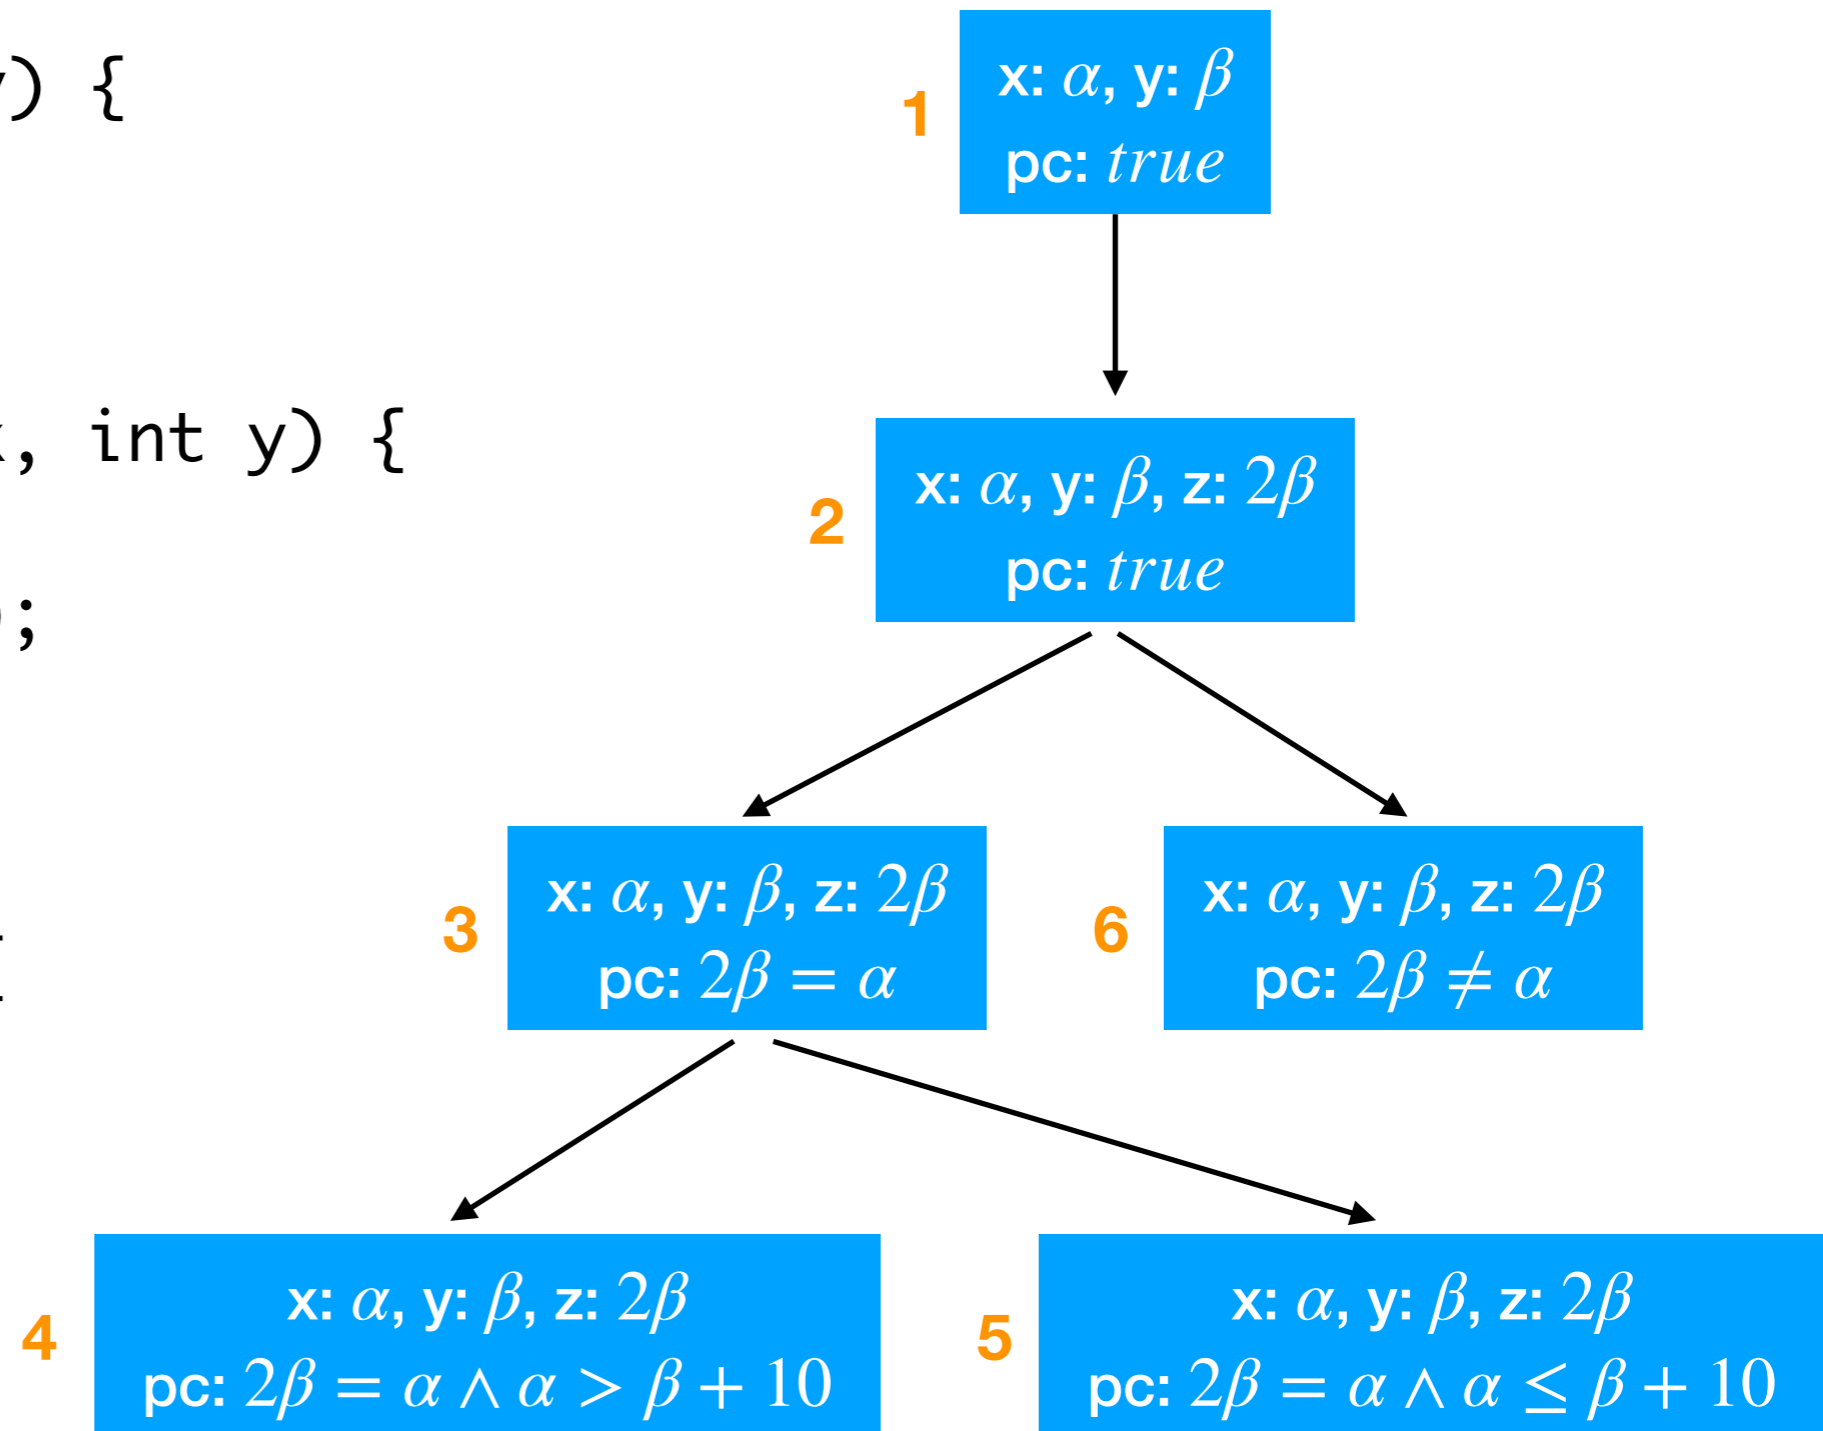 ) {
, int y) {
;
1
x: α, y: β
pc: true
2
x: α, y: β, z: 2β
pc: true
3
x: α, y: β, z: 2β
pc: 2β = α
6
x: α, y: β, z: 2β
pc: 2β ≠ α
4
x: α, y: β, z: 2β
pc: 2β = α ∧ α > β + 10
5
x: α, y: β, z: 2β
pc: 2β = α ∧ α ≤ β + 10